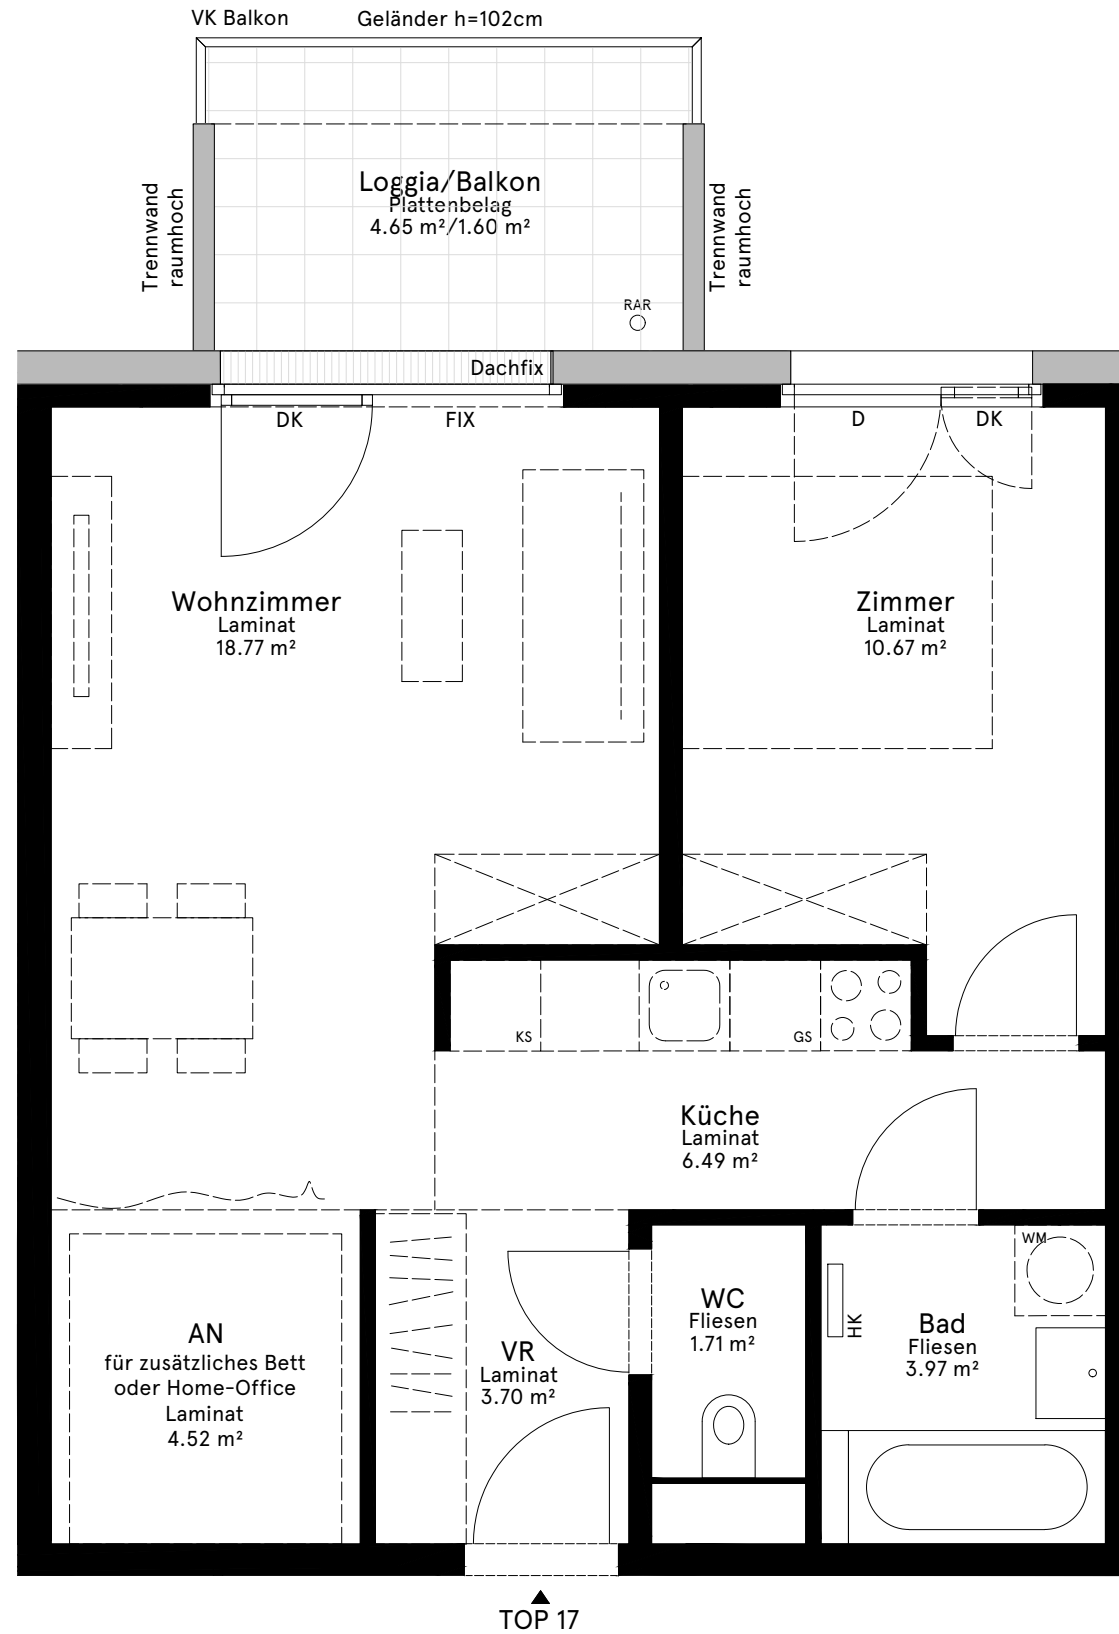 VK Balkon
Geländer h=102cm
Trennwand
raumhoch
Loggia/Balkon
Plattenbelag
4.65 m²/1.60 m²
Trennwand
raumhoch
RAR
Dachfix
DK
FIX
D
DK
Wohnzimmer
Laminat
18.77 m²
Zimmer
Laminat
10.67 m²
KS
GS
Küche
Laminat
6.49 m²
AN
für zusätzliches Bett
oder Home-Office
Laminat
4.52 m²
VR
Laminat
3.70 m²
WC
Fliesen
1.71 m²
WM
HK
Bad
Fliesen
3.97 m²
TOP 17